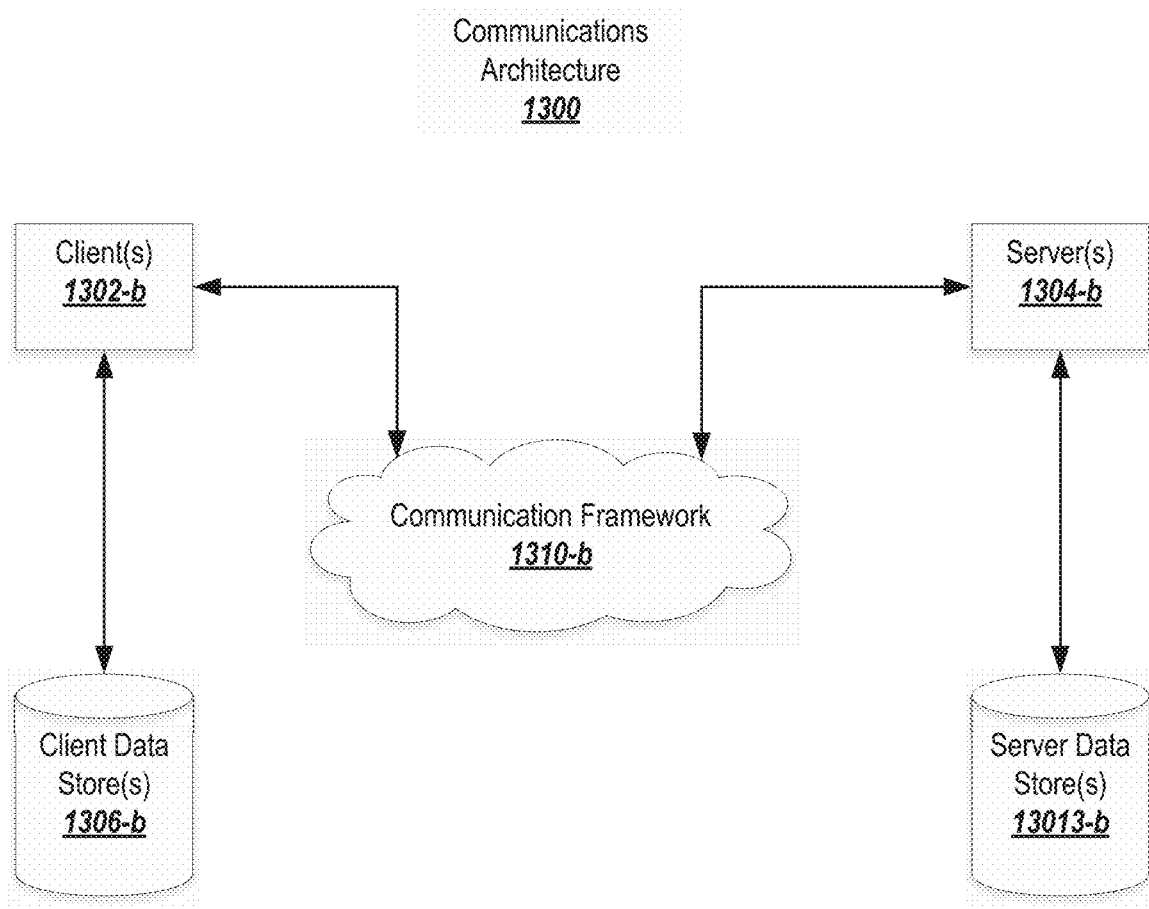 Communications
Architecture
1300
Client(s)
1302-b
Server(s)
1304-b
Communication Framework
1310-b
Client Data
Store(s)
1306-b
Server Data
Store(s)
13013-b